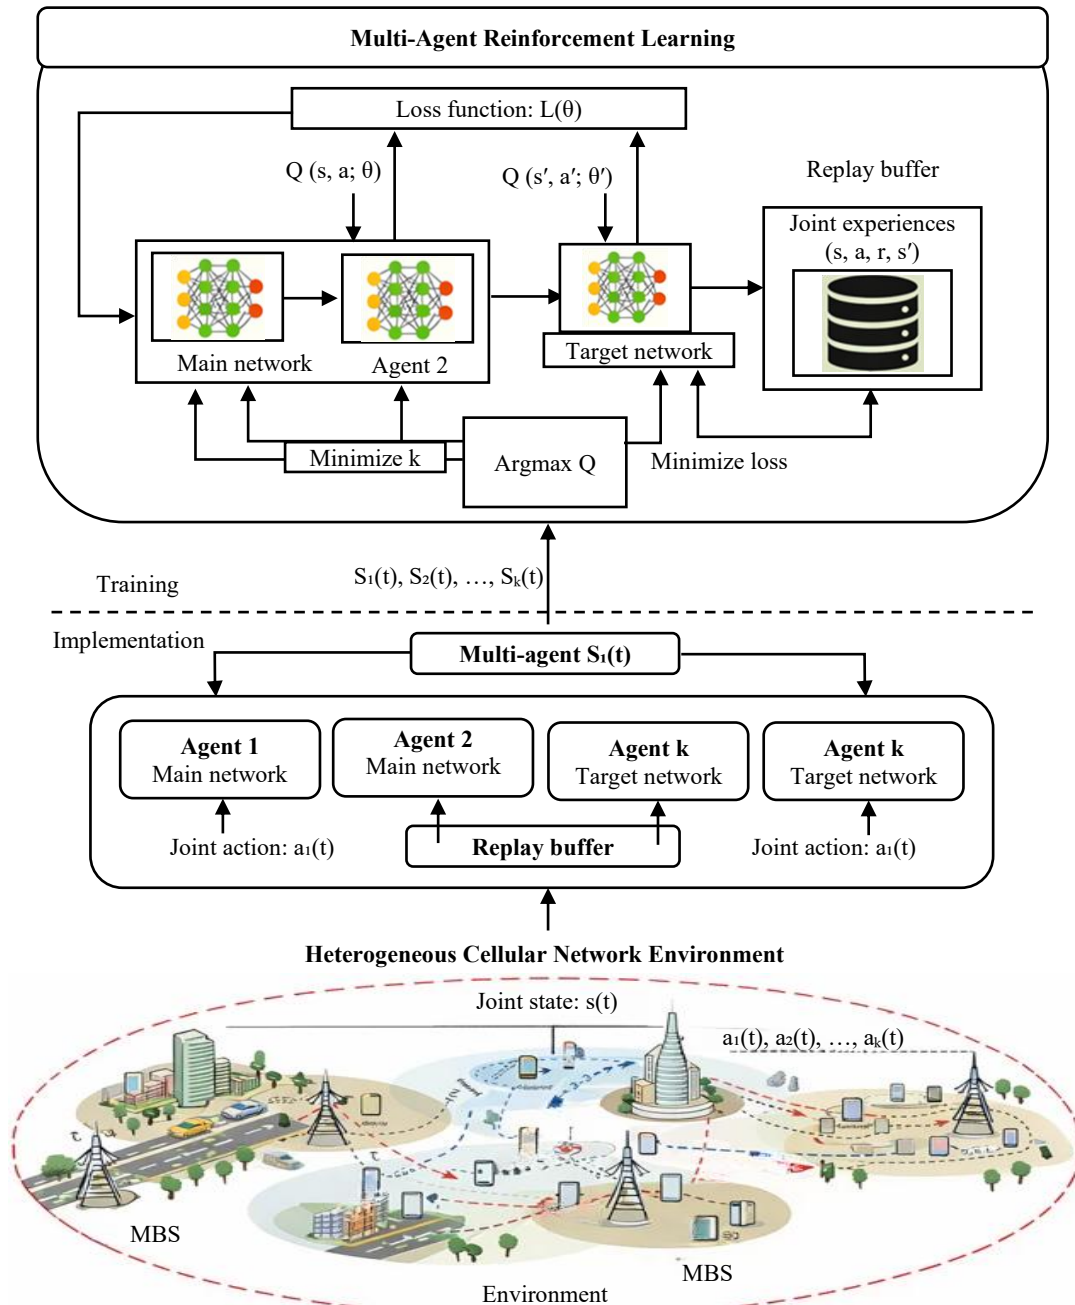 Multi-Agent Reinforcement Learning
Loss function: L(θ)
Q (s, a; θ)
Q (s′, a′; θ′)
Replay buffer
Joint experiences
(s, a, r, s′)
Main network
Agent 2
Target network
Minimize k
Argmax Q
Minimize loss
S₁(t), S₂(t), …, Sₖ(t)
Training
Implementation
Multi-agent S₁(t)
Agent 1
Main network
Agent 2
Main network
Agent k
Target network
Agent k
Target network
Joint action: a₁(t)
Replay buffer
Joint action: a₁(t)
Heterogeneous Cellular Network Environment
Joint state: s(t)
a₁(t), a₂(t), …, aₖ(t)
MBS
MBS
Environment